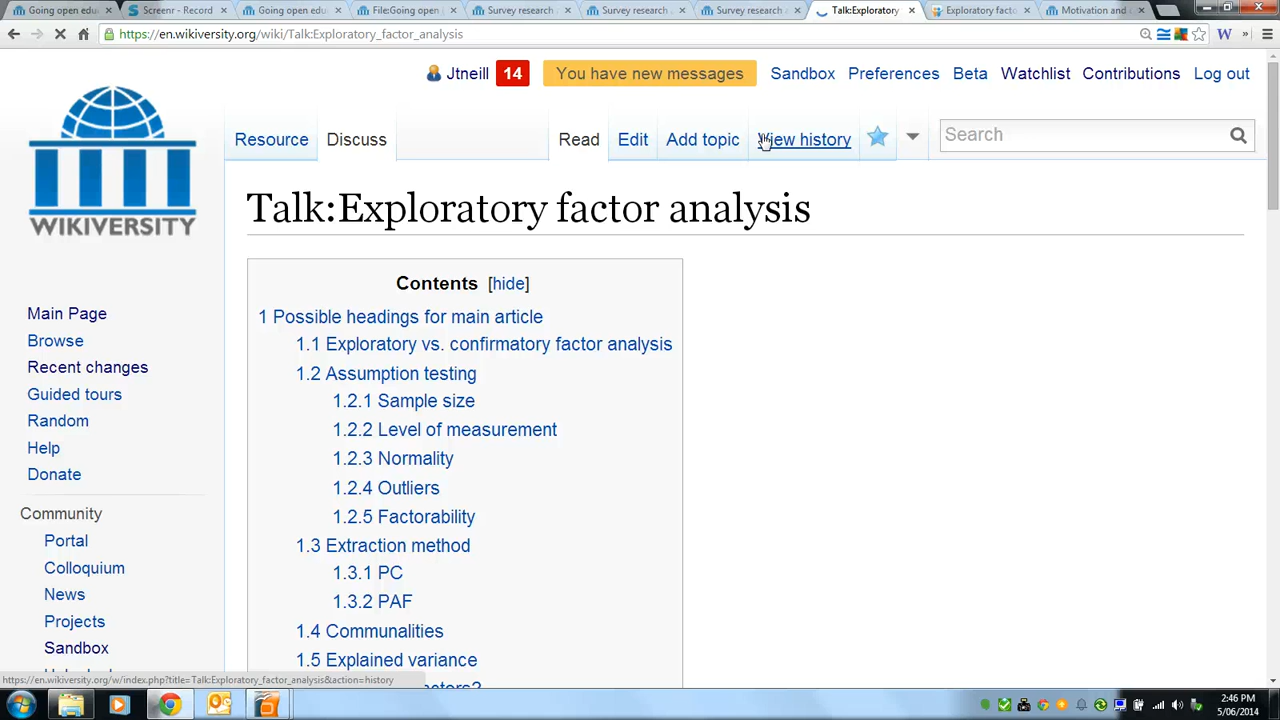 Going open edu
Screenr - Record
Going open edu
File:Going open
Survey research
Survey research
Survey research
Talk:Exploratory
Exploratory fact
Motivation and
https://en.wikiversity.org/wiki/Talk:Exploratory_factor_analysis
W »
Jtneill 14 You have new messages Sandbox Preferences Beta Watchlist Contributions Log out
Resource Discuss Read Edit Add topic View history Search
WIKIVERSITY
Talk:Exploratory factor analysis
Contents [hide]
1 Possible headings for main article
1.1 Exploratory vs. confirmatory factor analysis
1.2 Assumption testing
1.2.1 Sample size
1.2.2 Level of measurement
1.2.3 Normality
1.2.4 Outliers
1.2.5 Factorability
1.3 Extraction method
1.3.1 PC
1.3.2 PAF
1.4 Communalities
1.5 Explained variance
Main Page
Browse
Recent changes
Guided tours
Random
Help
Donate
Community
Portal
Colloquium
News
Projects
Sandbox
https://en.wikiversity.org/w/index.php?title=Talk:Exploratory_factor_analysis&action=history
2:46 PM
5/06/2014